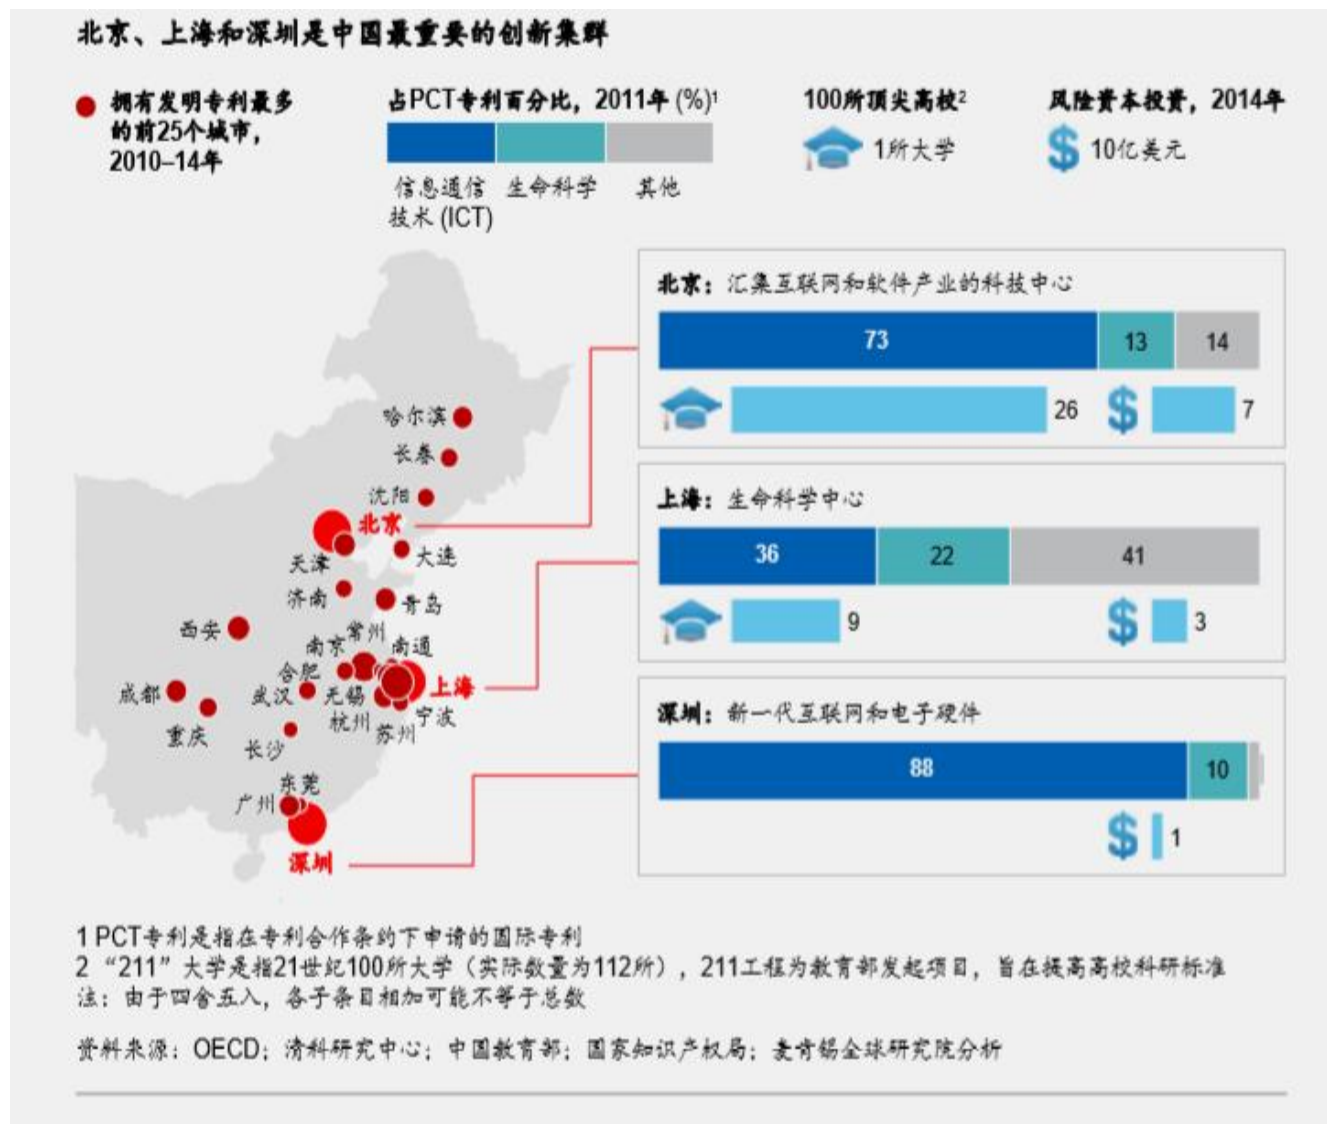 北京、上海和深圳是中国最重要的创新集群
拥有发明专利最多
的前25个城市，
2010–14年
占PCT专利百分比，2011年 (%)1
信息通信
技术 (ICT)
生命科学
其他
100所顶尖高校2
1所大学
风险资本投资，2014年
$ 10亿美元
哈尔滨
长春
沈阳
北京
天津
大连
济南
青岛
西安
常州
南京
南通
合肥
成都
武汉
无锡
上海
重庆
杭州
苏州
宁波
长沙
东莞
广州
深圳
北京：汇集互联网和软件产业的科技中心
73
13
14
26
$
7
上海：生命科学中心
36
22
41
9
$
3
深圳：新一代互联网和电子硬件
88
10
$
1
1 PCT专利是指在专利合作条约下申请的国际专利
2 “211”大学是指21世纪100所大学（实际数量为112所）, 211工程为教育部发起项目，旨在提高高校科研标准
注：由于四舍五入，各子条目相加可能不等于总数
资料来源：OECD；清科研究中心；中国教育部；国家知识产权局；麦肯锡全球研究院分析